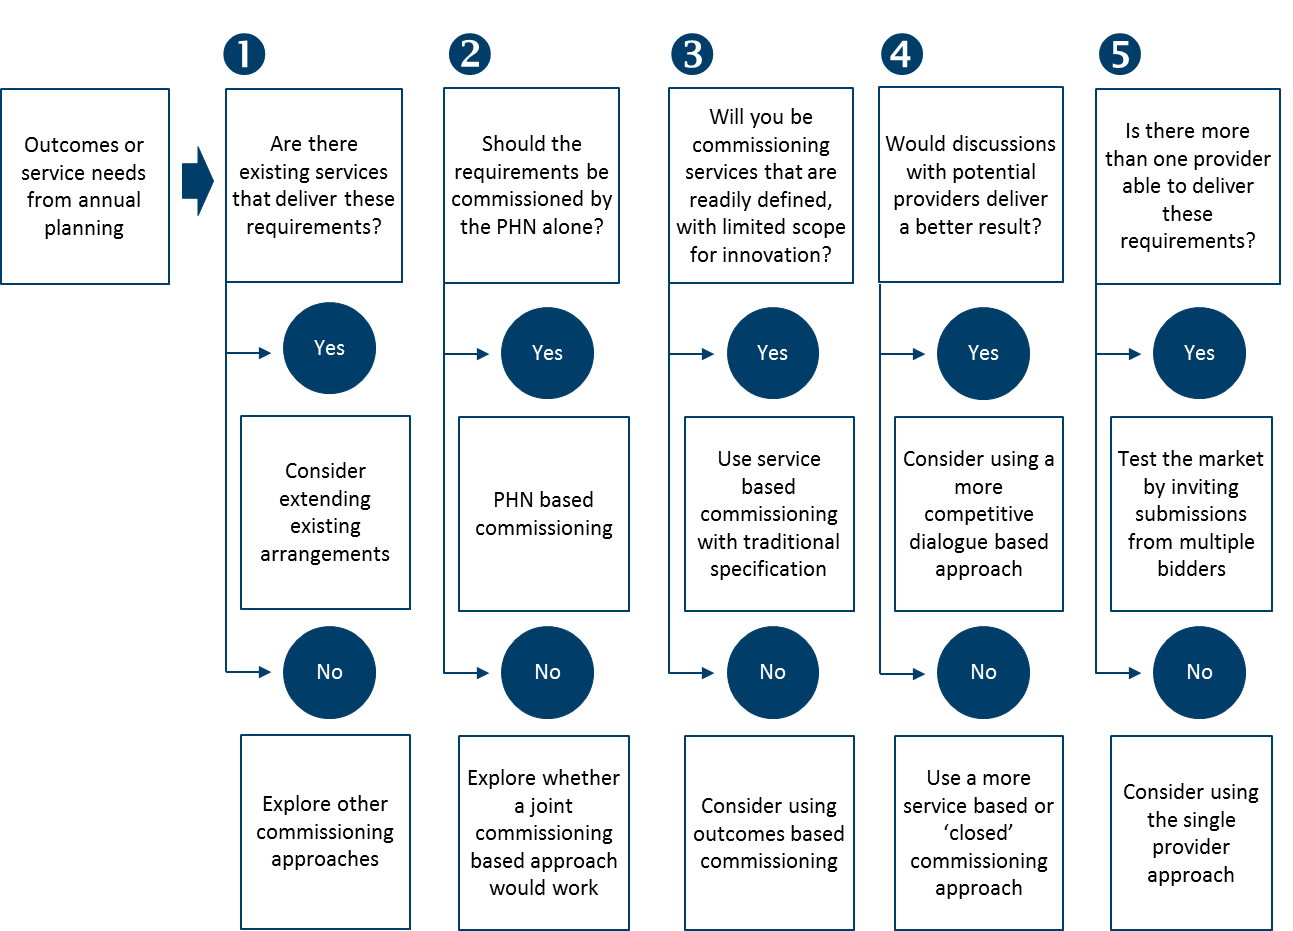 1
2
3
4
5
Outcomes or
service needs
from annual
planning
Are there
existing services
that deliver these
requirements?
Yes
Consider
extending
existing
arrangements
No
Explore other
commissioning
approaches
Should the
requirements be
commissioned by
the PHN alone?
Yes
PHN based
commissioning
No
Explore whether
a joint
commissioning
based approach
would work
Will you be
commissioning
services that are
readily defined,
with limited scope
for innovation?
Yes
Use service
based
commissioning
with traditional
specification
No
Consider using
outcomes based
commissioning
Would discussions
with potential
providers deliver
a better result?
Yes
Consider using a
more
competitive
dialogue based
approach
No
Use a more
service based or
‘closed’
commissioning
approach
Is there more
than one provider
able to deliver
these
requirements?
Yes
Test the market
by inviting
submissions
from multiple
bidders
No
Consider using
the single
provider
approach